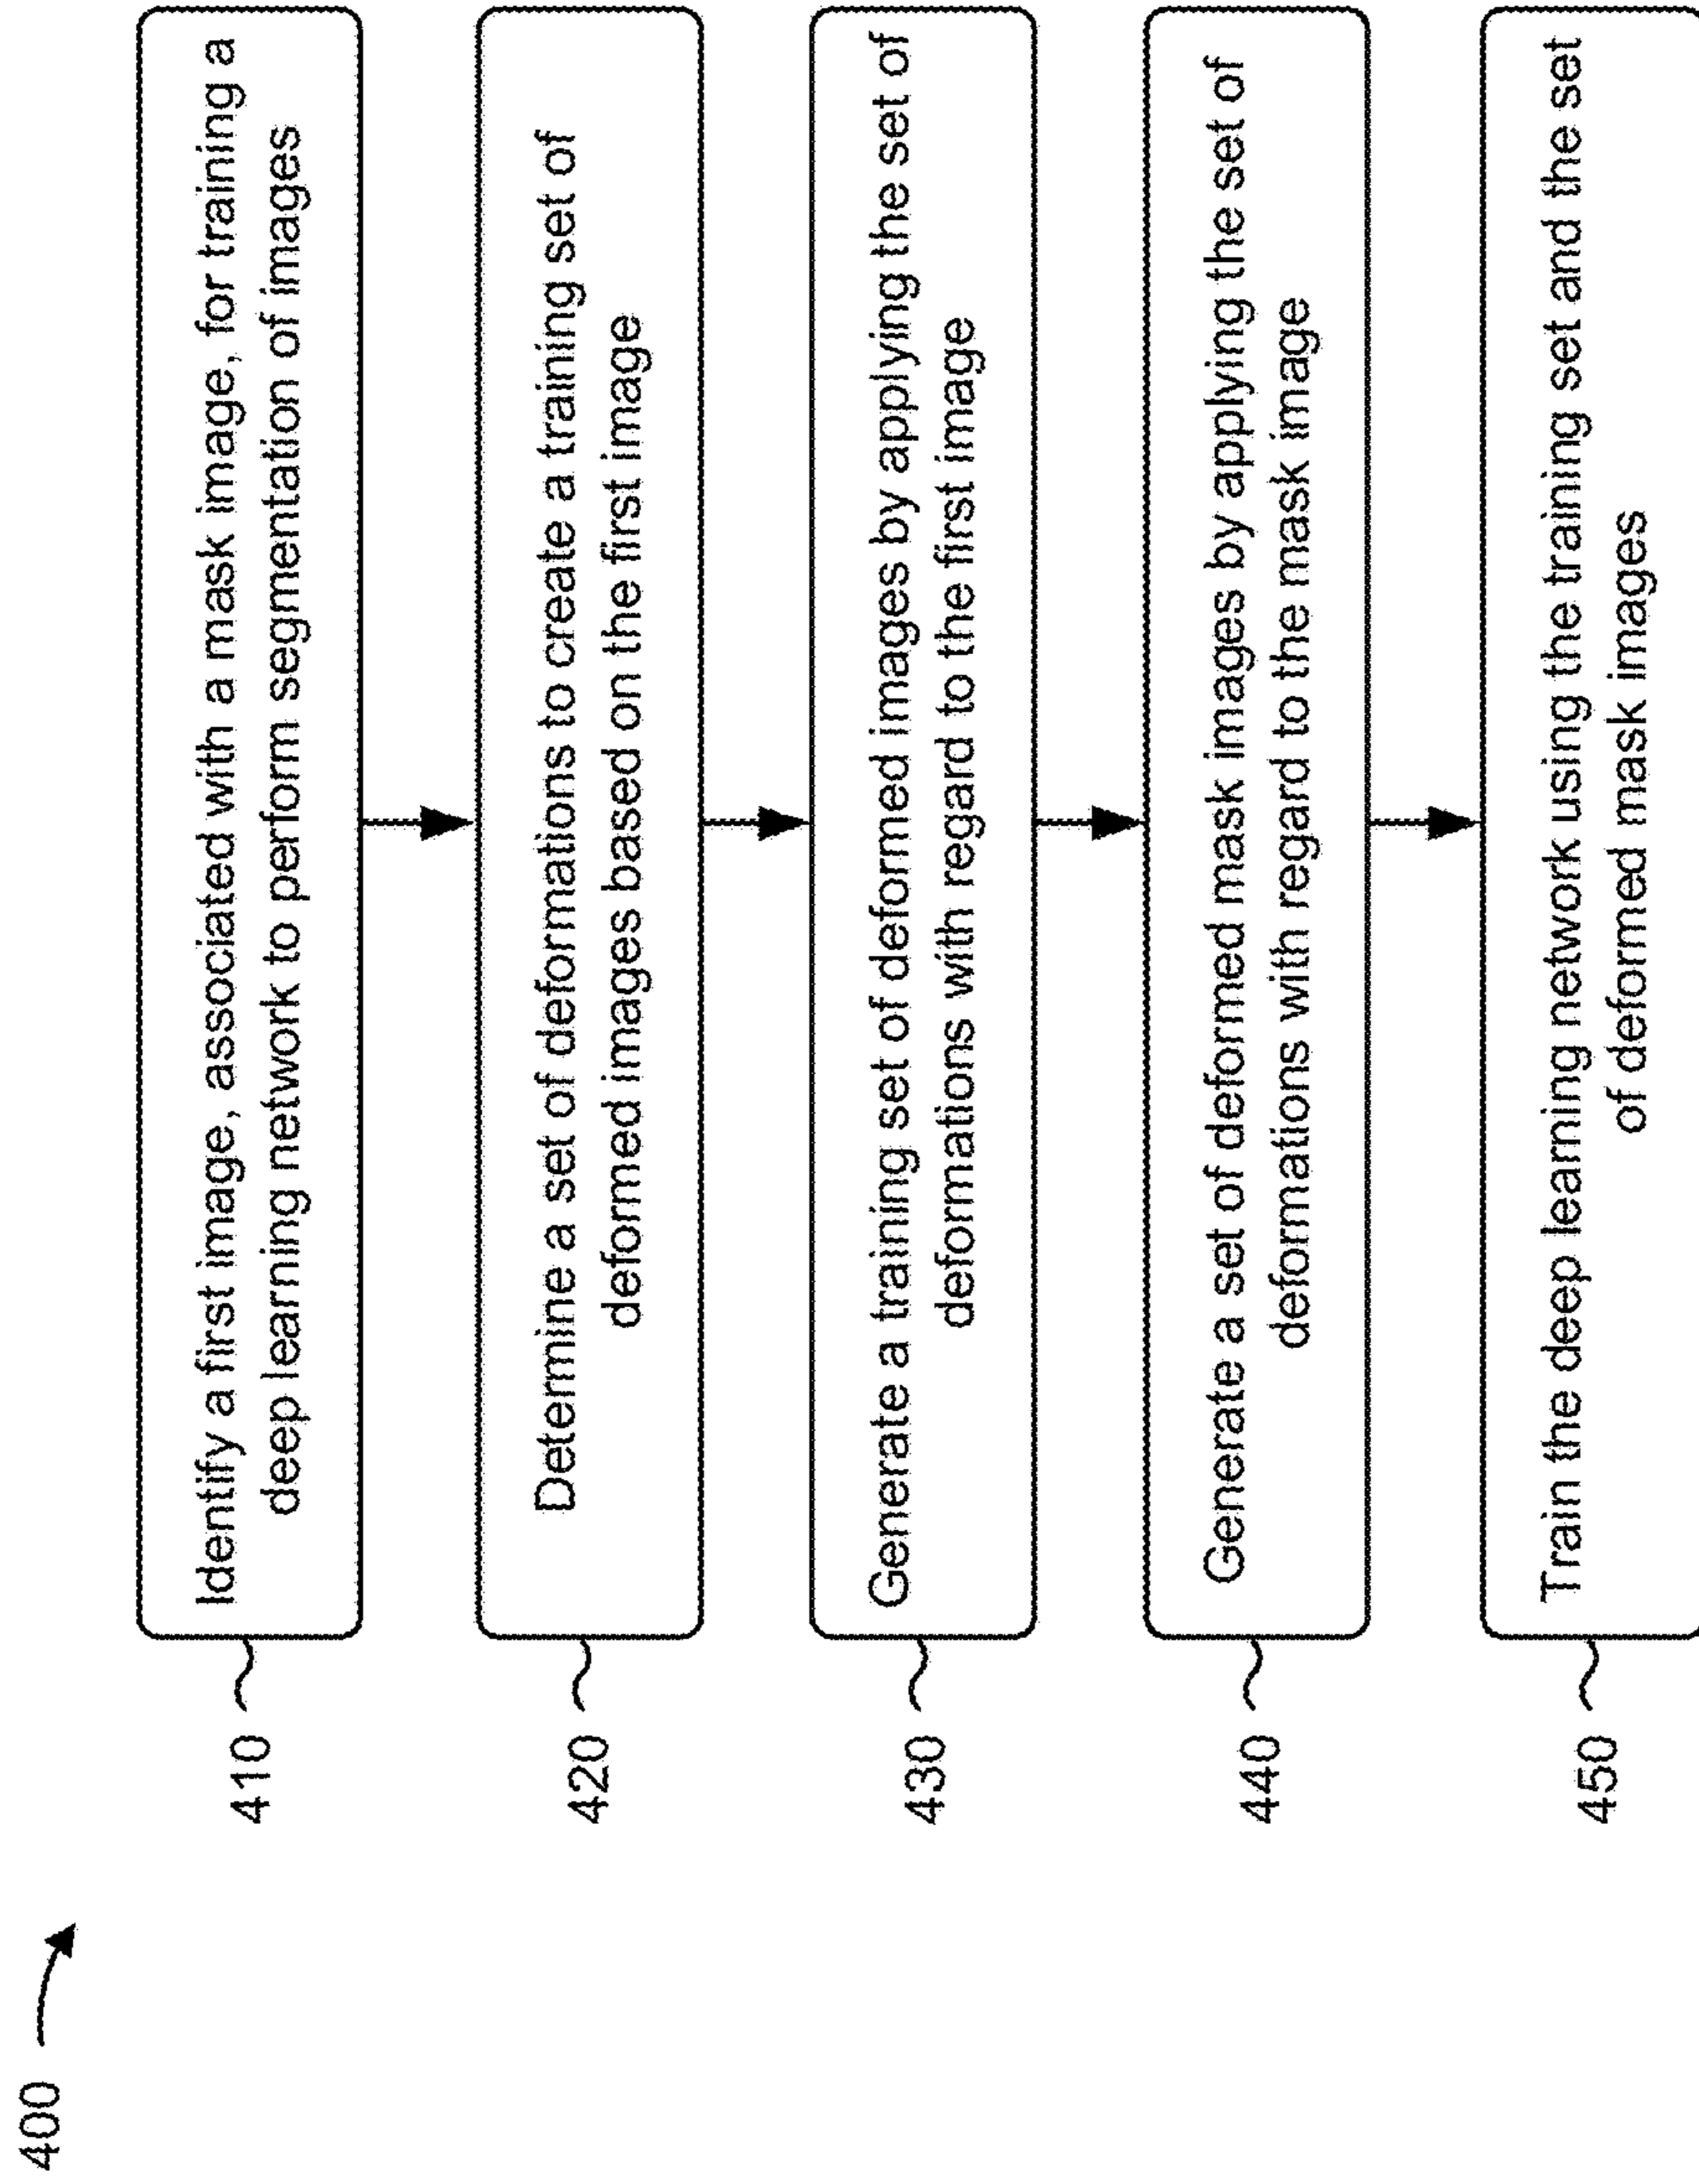 400
410
Identify a first image, associated with a mask image, for training a
deep learning network to perform segmentation of images
420
Determine a set of deformations to create a training set of
deformed images based on the first image
430
Generate a training set of deformed images by applying the set of
deformations with regard to the first image
440
Generate a set of deformed mask images by applying the set of
deformations with regard to the mask image
450
Train the deep learning network using the training set and the set
of deformed mask images